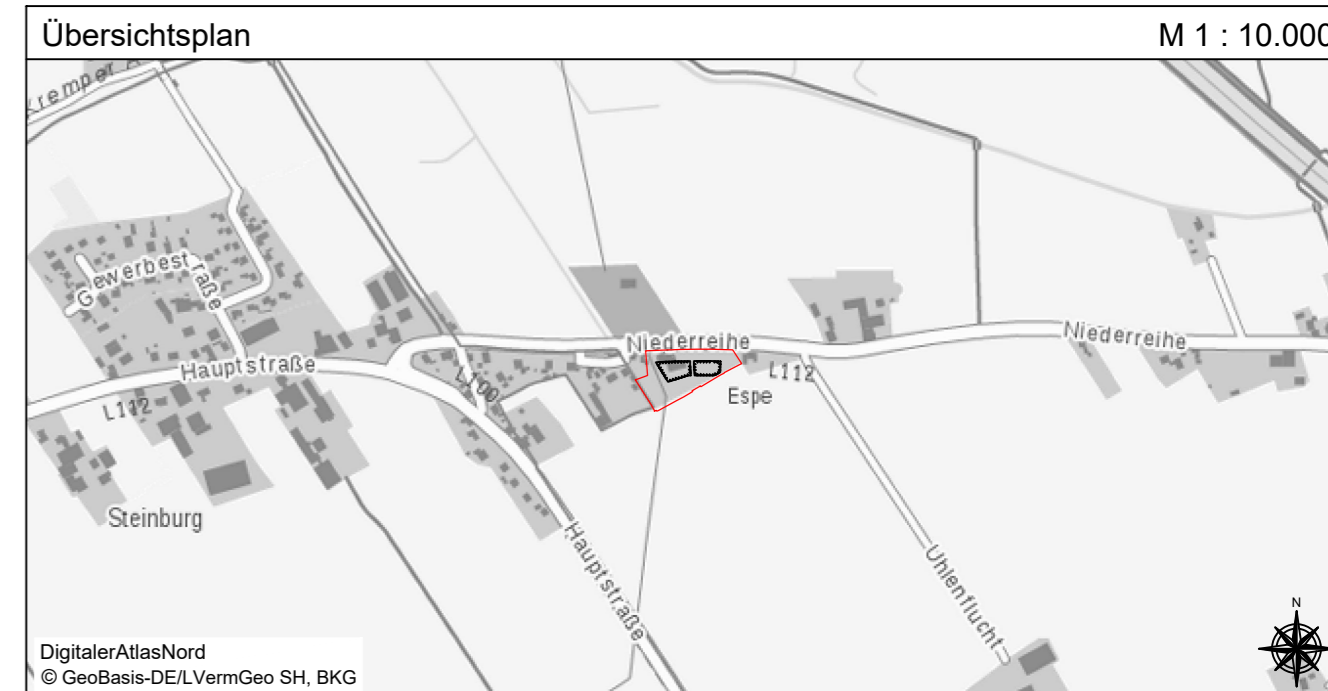 Übersichtsplan
M 1 : 10.000
Kremper
Gewerbestraße
Hauptstraße
L112
L100
Niederreihe
Niederreihe
L112
Espe
Steinburg
Hauptstraße
Uhlenflucht
N
DigitalerAtlasNord
© GeoBasis-DE/LVermGeo SH, BKG